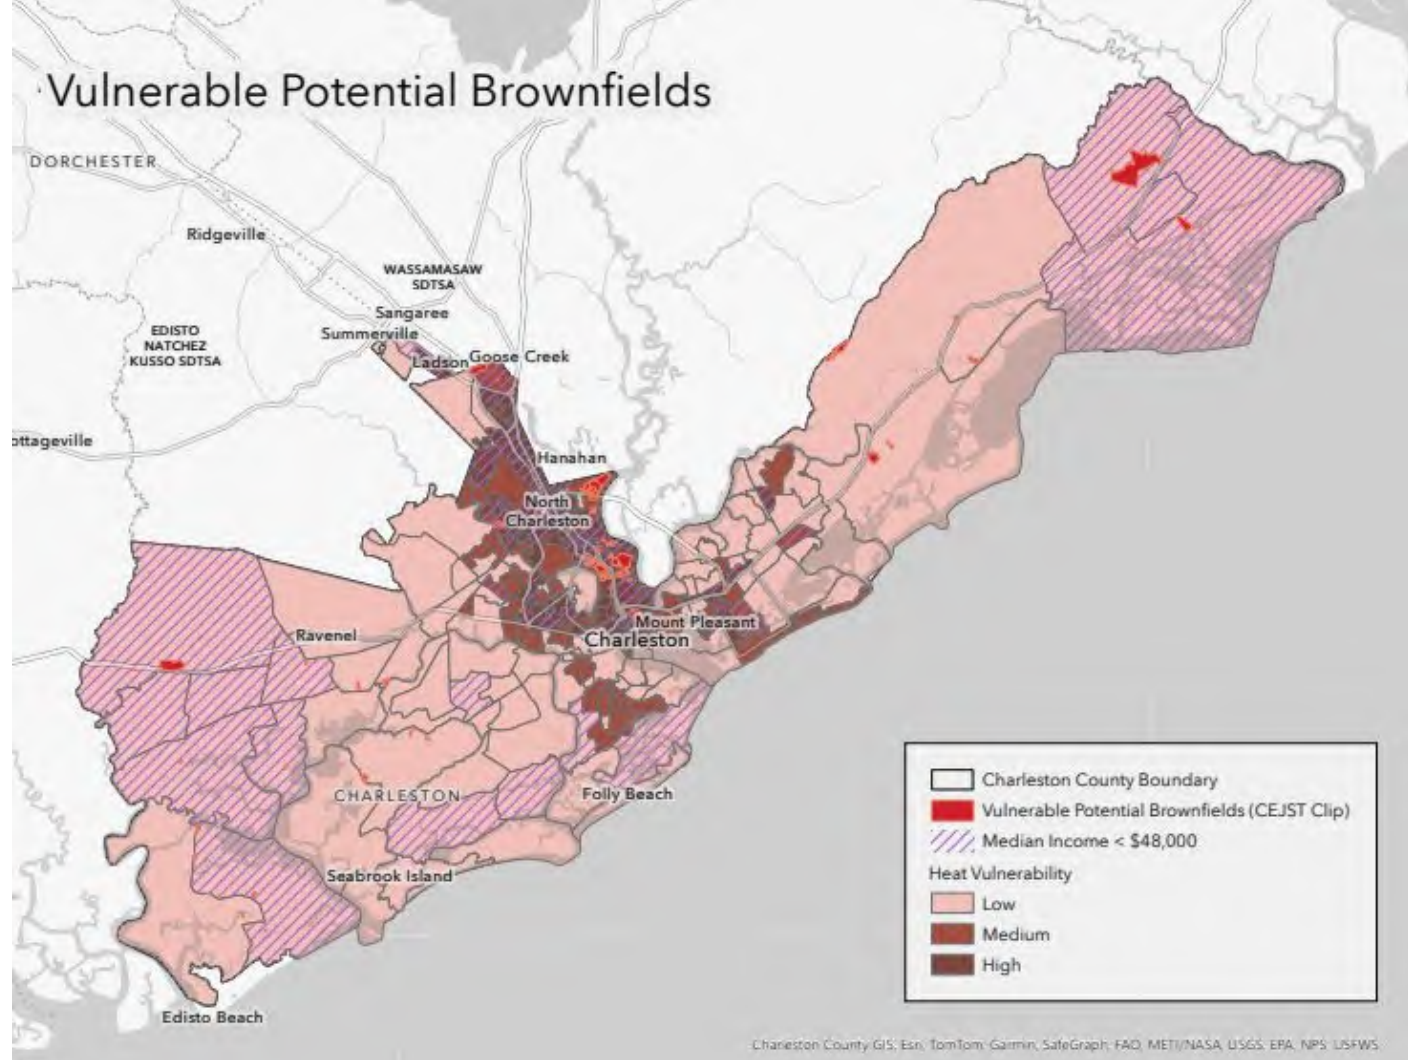 Vulnerable Potential Brownfields
DORCHESTER
Ridgeville
WASSAMASAW
SDTSA
Sangaree
Summerville
EDISTO
NATCHEZ
KUSSO SDTSA
Ladson
Goose Creek
ottageville
Hanahan
North
Charleston
Ravenel
Mount Pleasant
Charleston
CHARLESTON
Folly Beach
Seabrook Island
Edisto Beach
Charleston County Boundary
Vulnerable Potential Brownfields (CEJST Clip)
Median Income < $48,000
Heat Vulnerability
Low
Medium
High
Charleston County GIS, Esri, TomTom, Garmin, SafeGraph, FAO, METI/NASA, USGS, EPA, NPS, USFWS